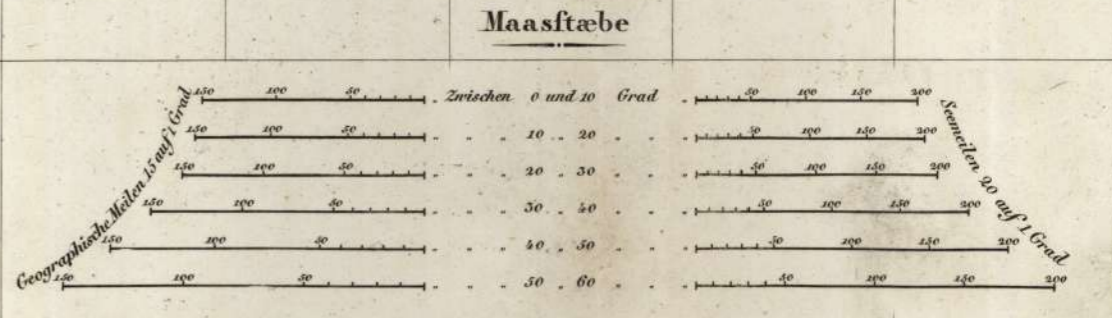 Maasſtæbe
150 100 50 „ Zwischen 0 und 10 Grad „ 50 100 150 200
150 100 50 „ „ „ 10 „ 20 „ „ „ 50 100 150 200
150 100 50 „ „ „ 20 „ 30 „ „ „ 50 100 150 200
150 100 50 „ „ „ 30 „ 40 „ „ „ 50 100 150 200
150 100 50 „ „ „ 40 „ 50 „ „ „ 50 100 150 200
150 100 50 „ „ „ 50 „ 60 „ „ „ 50 100 150 200
Geographische Meilen 15 auf 1 Grad
Seemeilen 20 auf 1 Grad